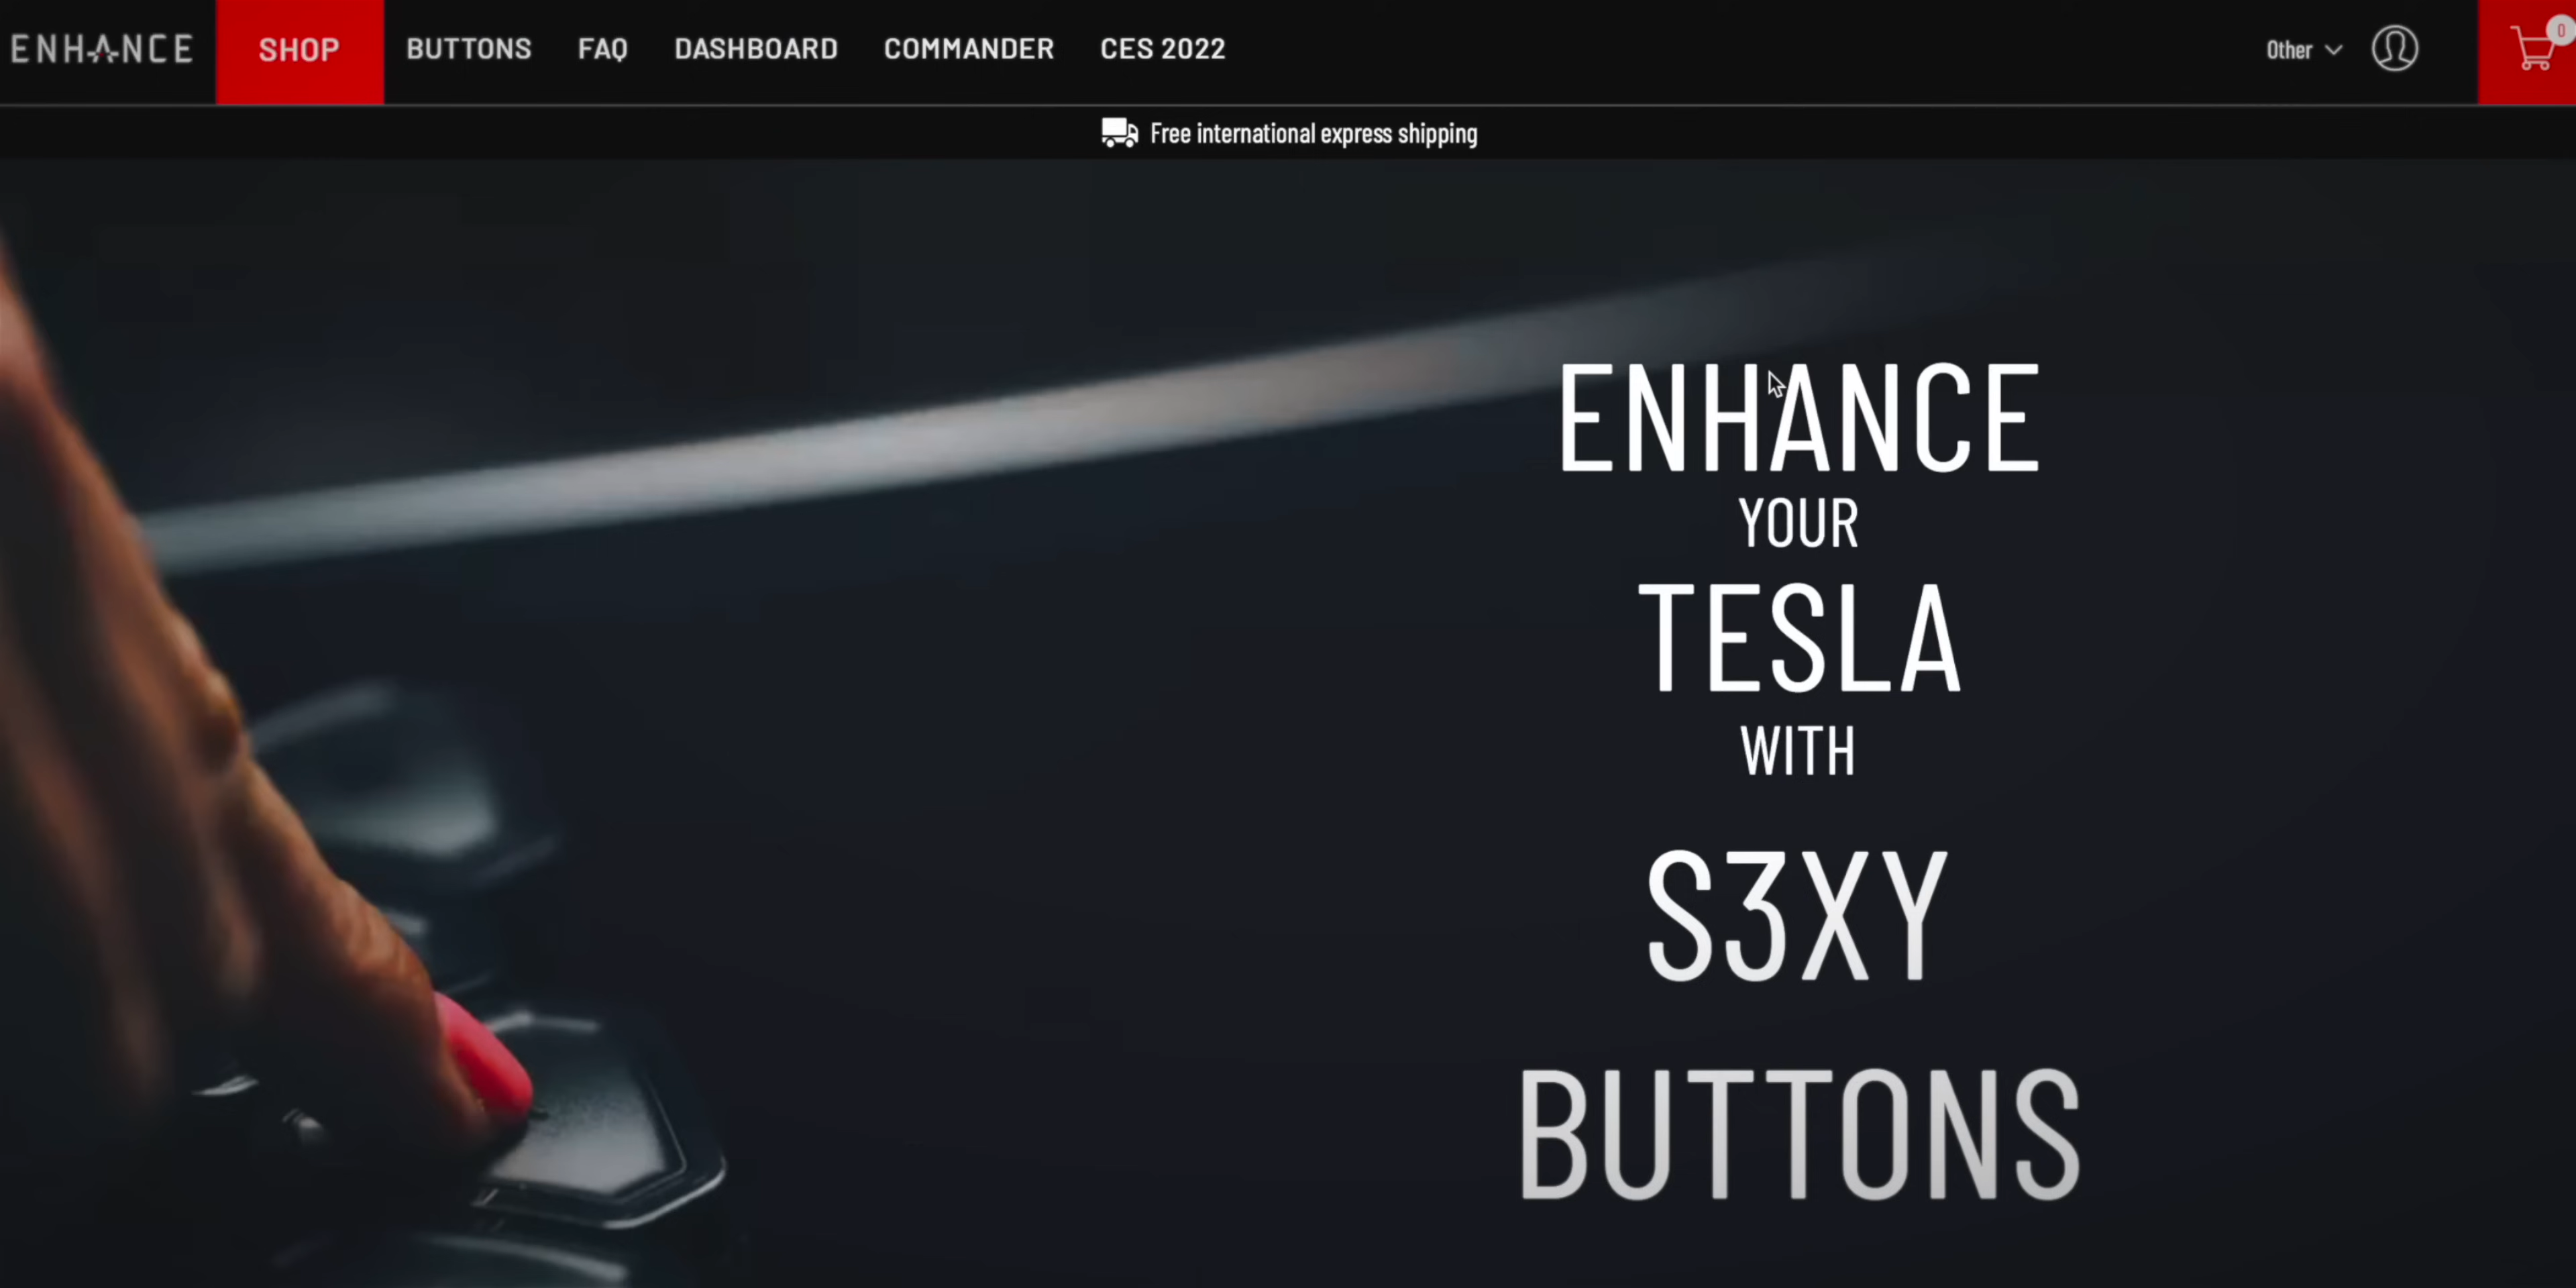 ENHANCE SHOP BUTTONS FAQ DASHBOARD COMMANDER CES 2022 Other 0
Free international express shipping
ENHANCE
YOUR
TESLA
WITH
S3XY
BUTTONS